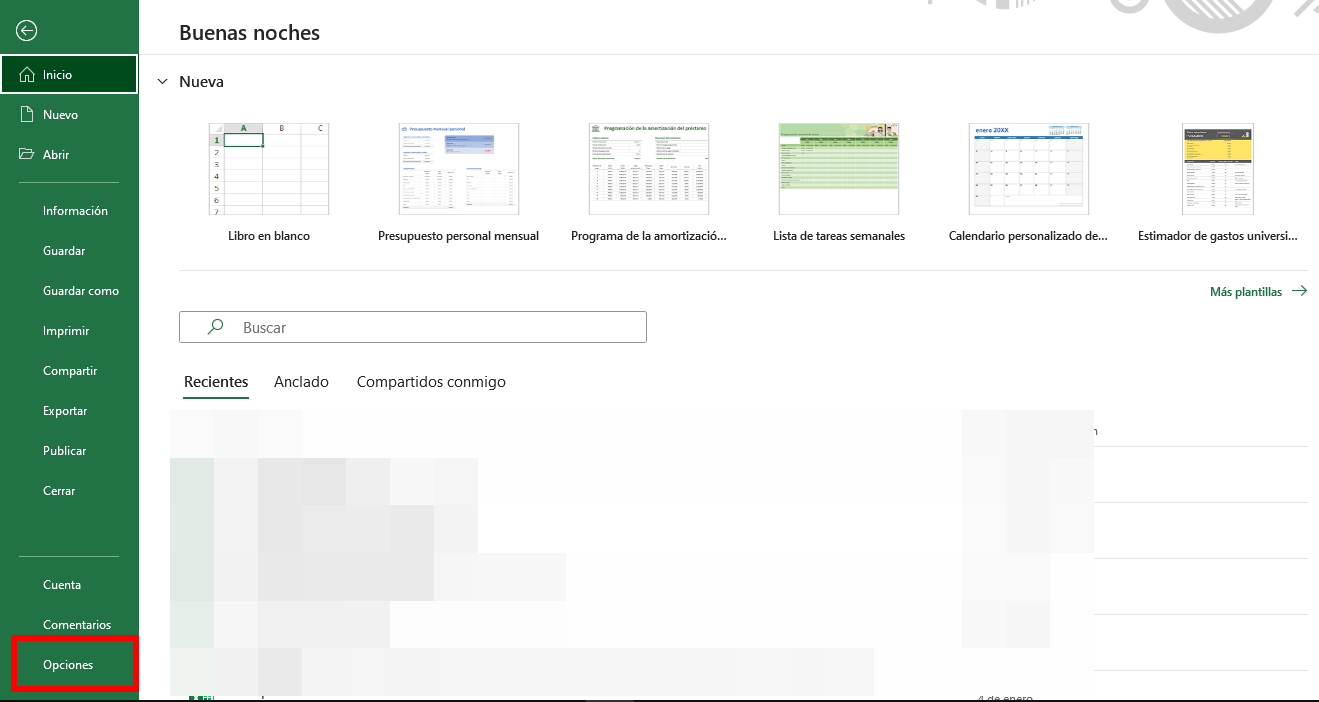 Buenas noches
Inicio
Nuevo
Abrir
Información
Guardar
Guardar como
Imprimir
Compartir
Exportar
Publicar
Cerrar
Cuenta
Comentarios
Opciones
Nueva
A B C
1
2
3
4
5
6
7
Presupuesto mensual personal
Programación de la amortización del préstamo
enero 20XX
Libro en blanco
Presupuesto personal mensual
Programa de la amortizació...
Lista de tareas semanales
Calendario personalizado de...
Estimador de gastos universi...
Más plantillas
Buscar
Recientes Anclado Compartidos conmigo
4 de enero